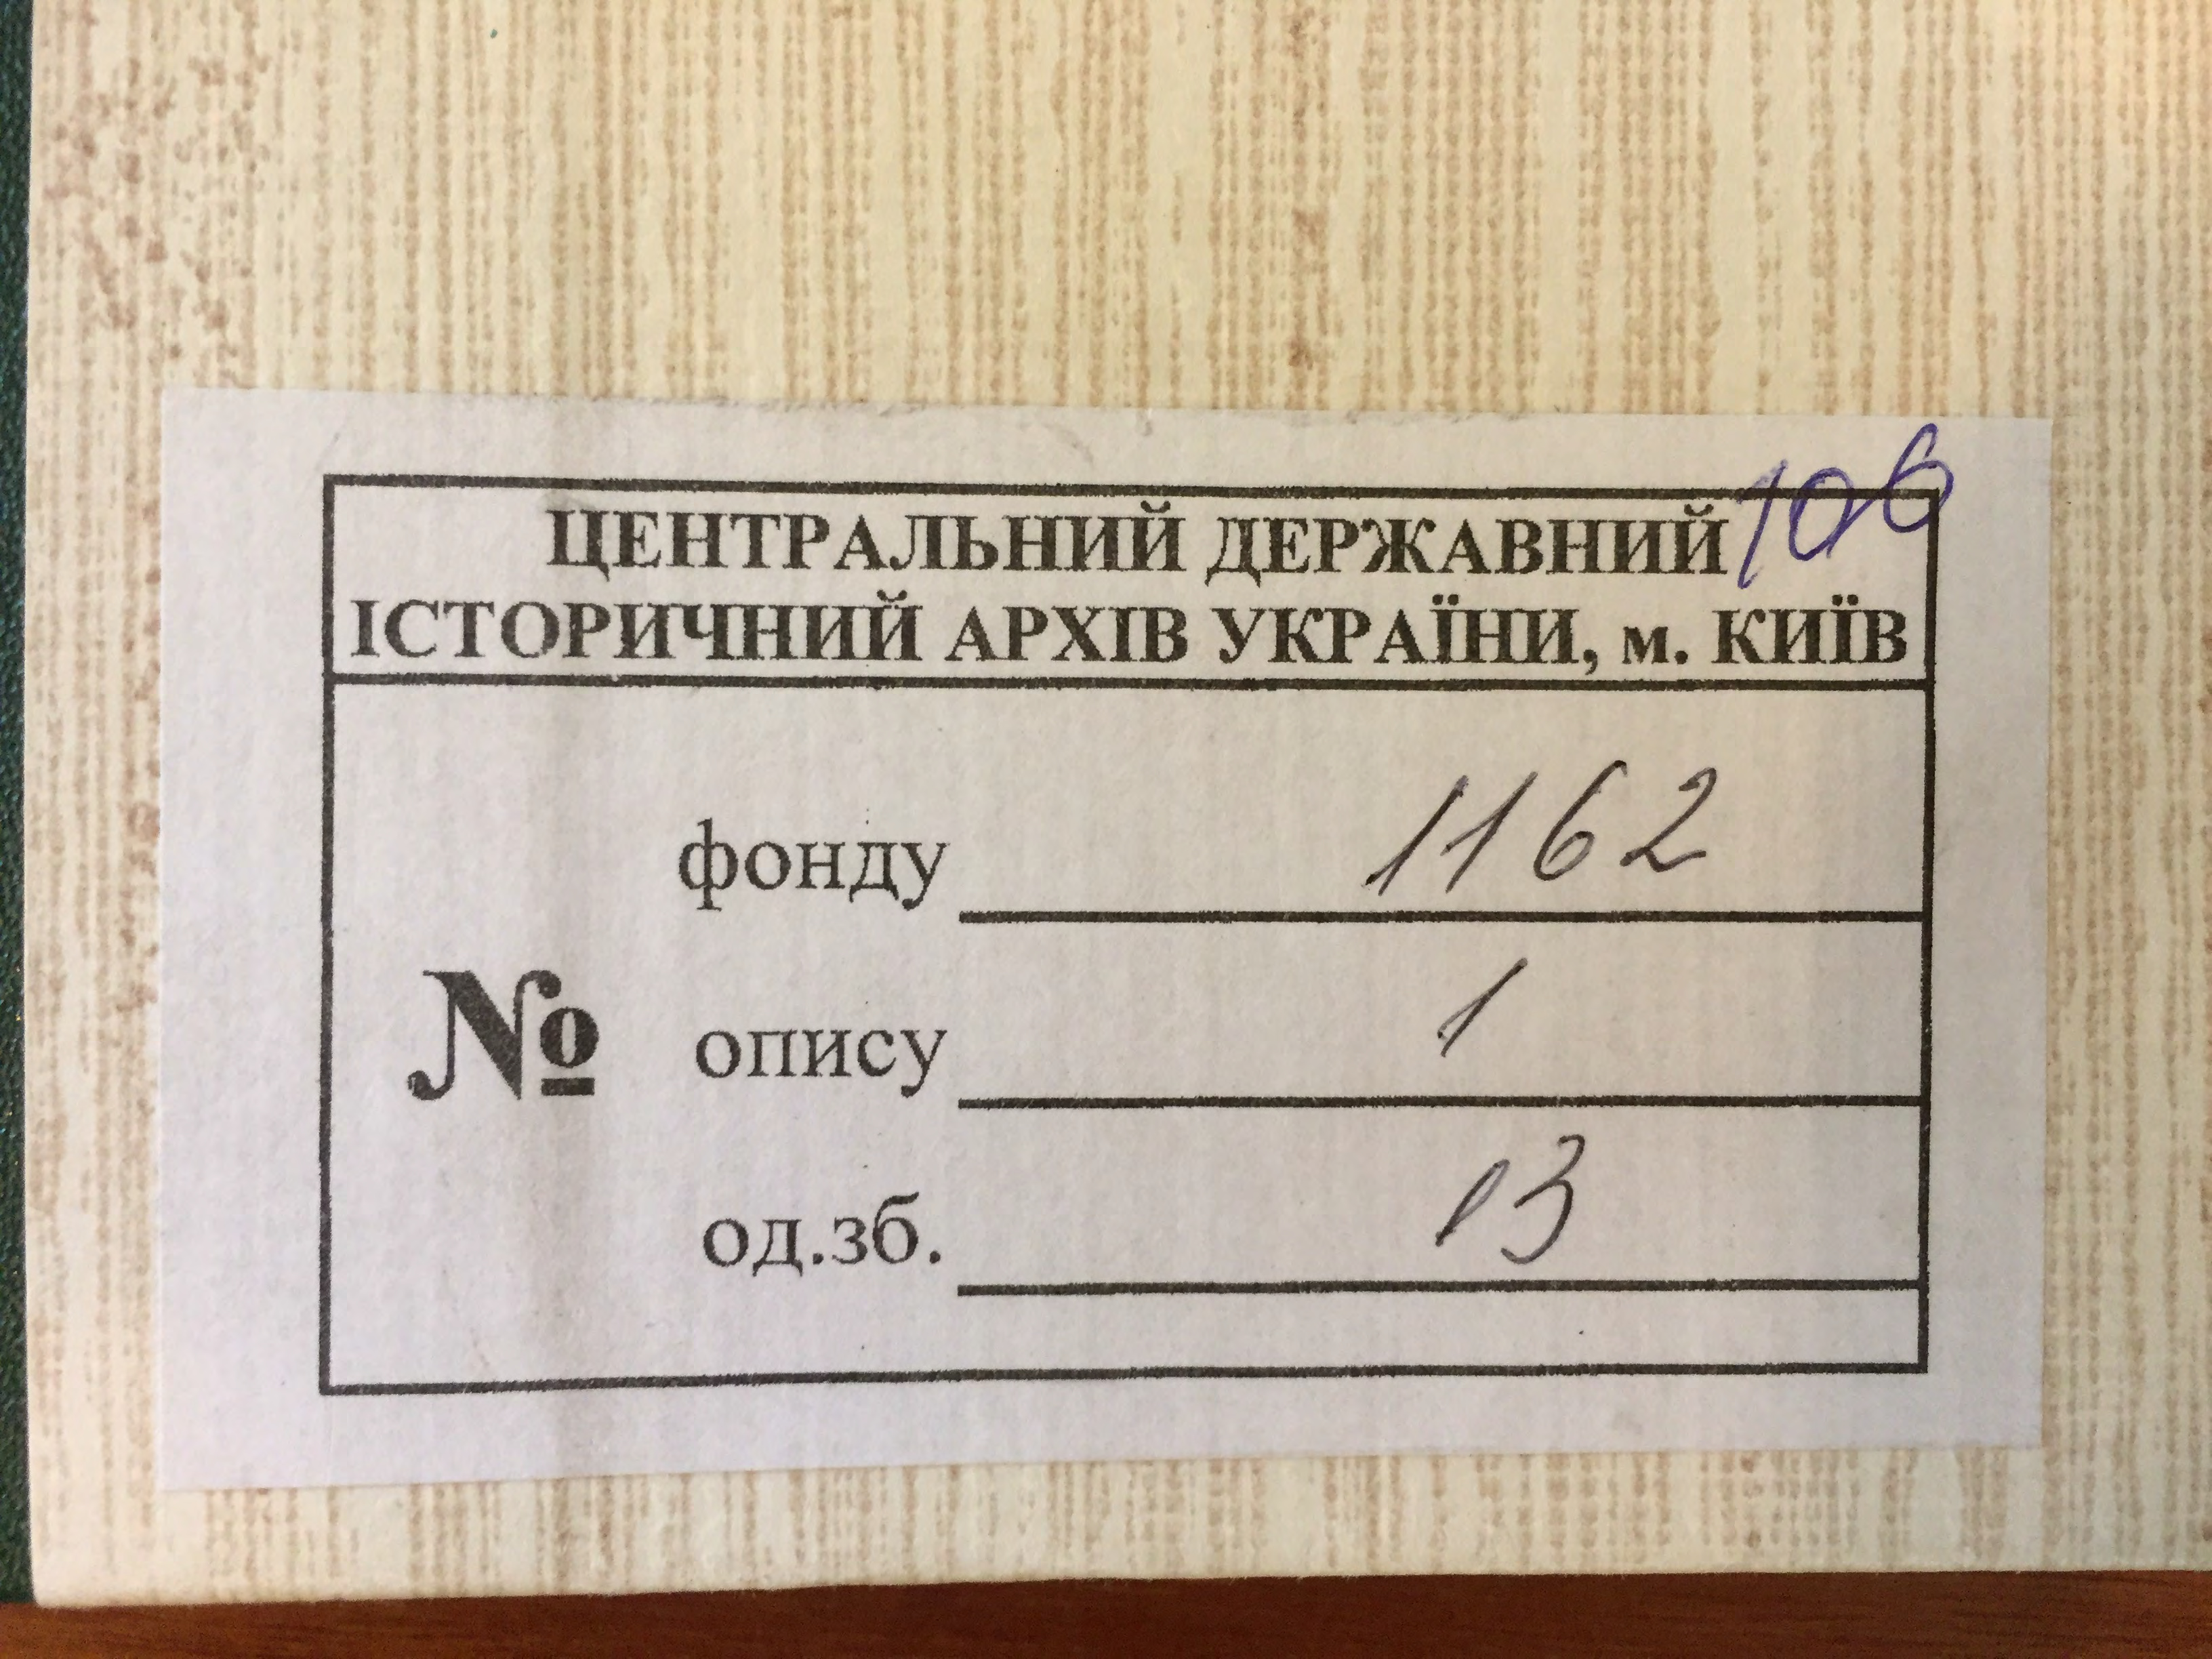 106
ЦЕНТРАЛЬНИЙ ДЕРЖАВНИЙ
ІСТОРИЧНИЙ АРХІВ УКРАЇНИ, м. КИЇВ
№
фонду 1162
опису 1
од.зб. 13